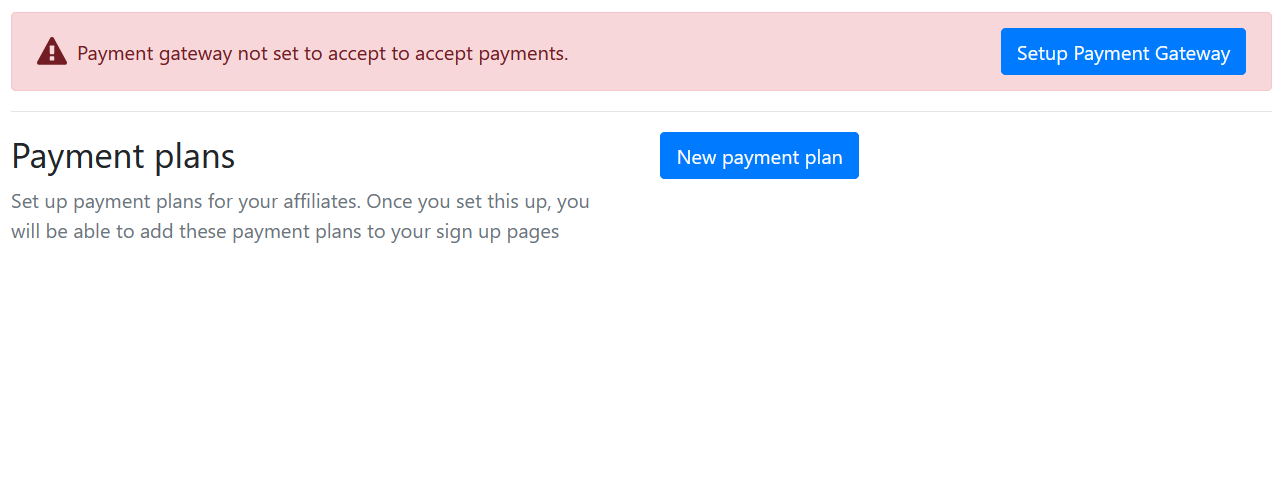 Payment gateway not set to accept to accept payments.
Setup Payment Gateway
Payment plans
New payment plan
Set up payment plans for your affiliates. Once you set this up, you
will be able to add these payment plans to your sign up pages